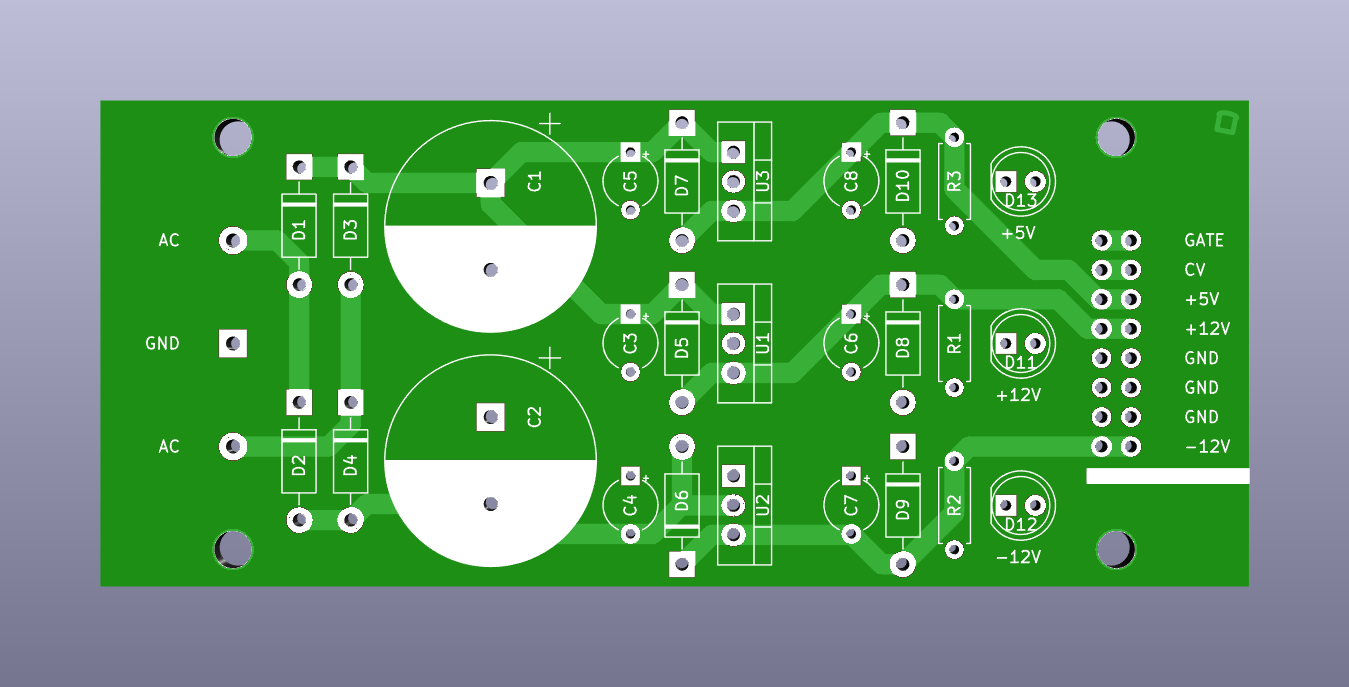 C1
C5
D7
U3
C8
D10
R3
D13
+5V
D1
D3
AC
GND
AC
D2
D4
C2
C3
D5
U1
C6
D8
R1
D11
+12V
C4
D6
U2
C7
D9
R2
D12
-12V
GATE
CV
+5V
+12V
GND
GND
GND
-12V